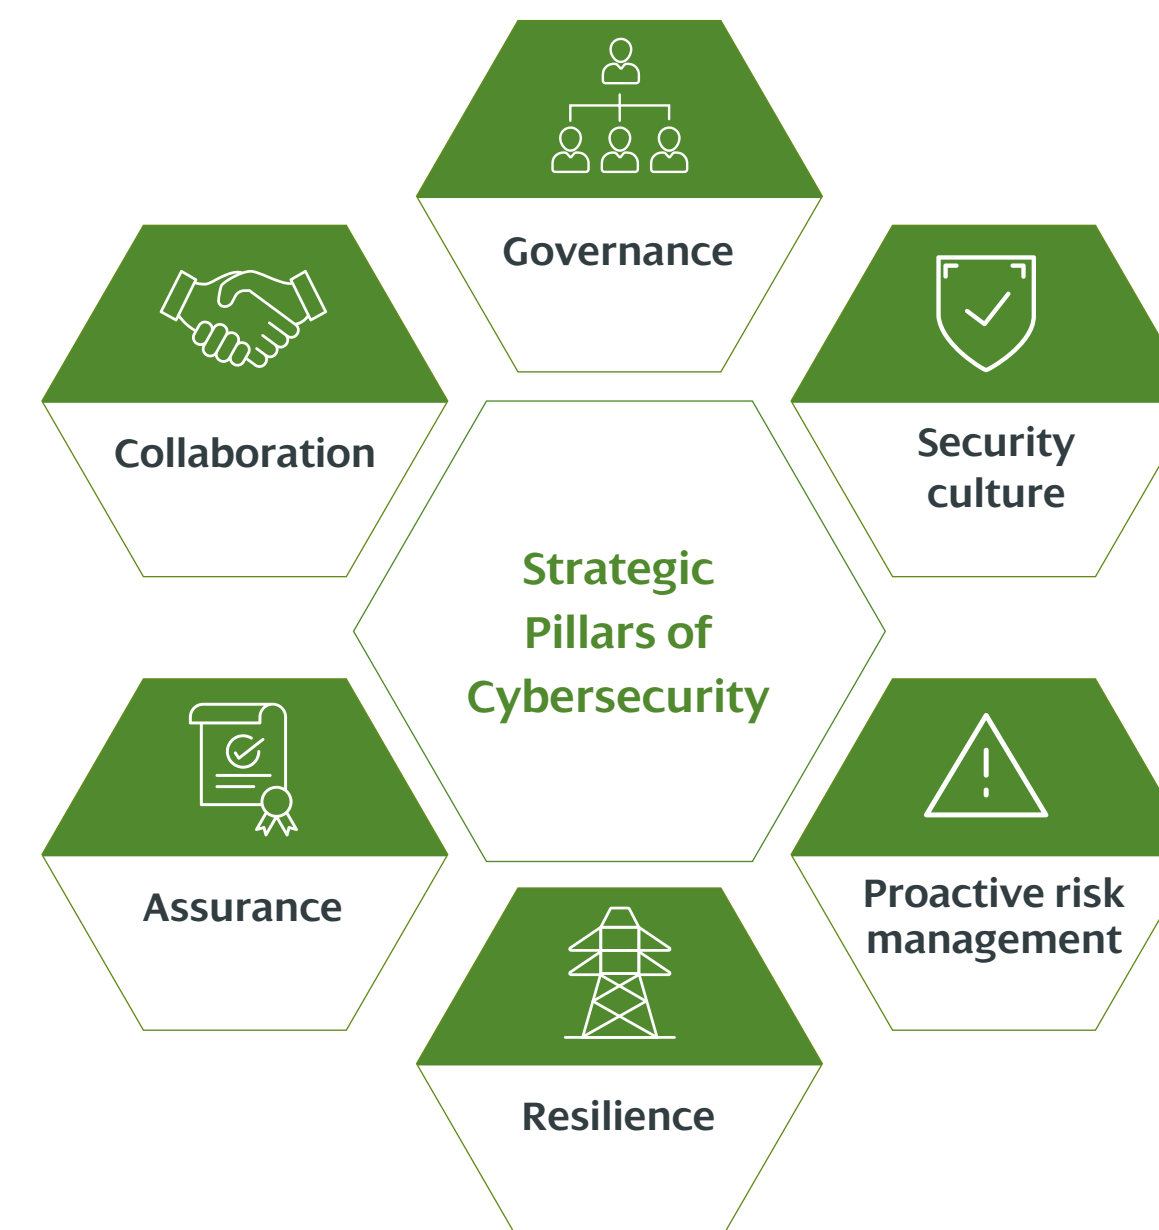 Governance
Collaboration
Security
culture
Strategic
Pillars of
Cybersecurity
Assurance
Proactive risk
management
Resilience